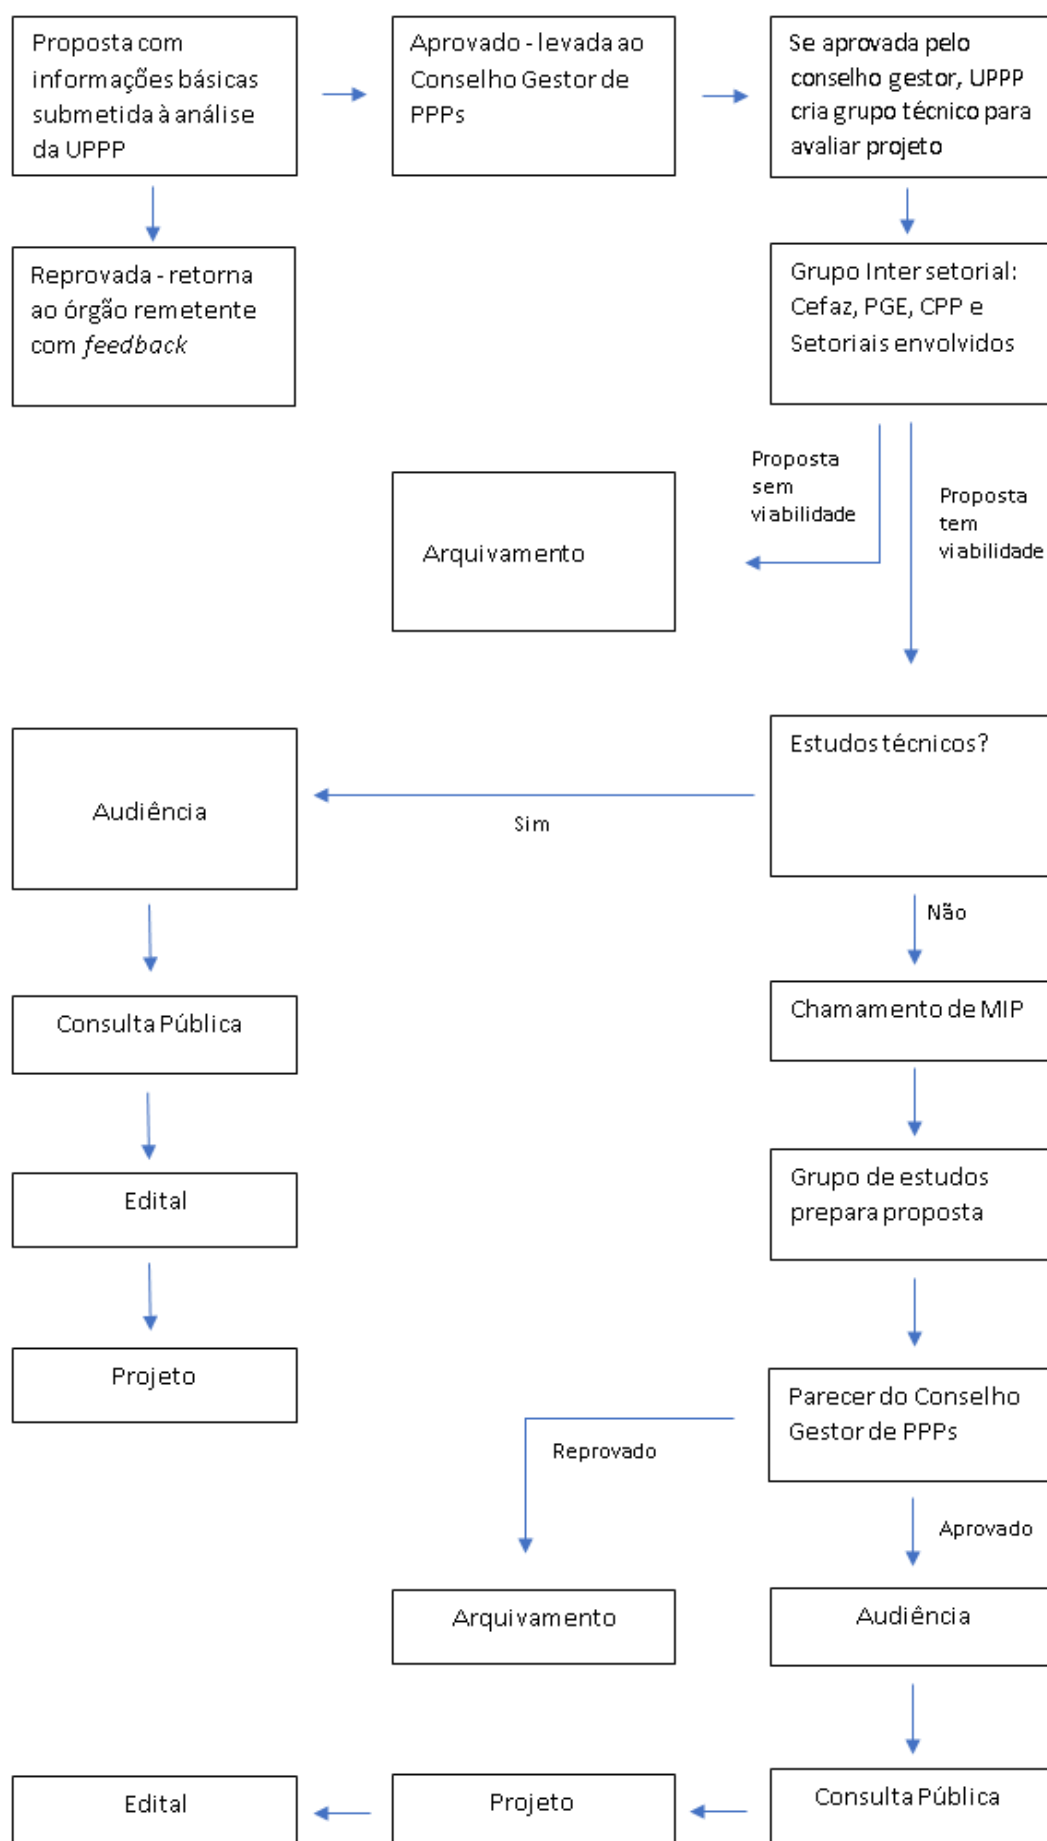 Proposta com
informações básicas
submetida à análise
da UPPP
Aprovado - levada ao
Conselho Gestor de
PPPs
Se aprovada pelo
conselho gestor, UPPP
cria grupo técnico para
avaliar projeto
Reprovada - retorna
ao órgão remetente
com feedback
Grupo Inter setorial:
Cefaz, PGE, CPP e
Setoriais envolvidos
Proposta
sem
viabilidade
Proposta
tem
viabilidade
Arquivamento
Estudos técnicos?
Sim
Audiência
Não
Consulta Pública
Chamamento de MIP
Edital
Grupo de estudos
prepara proposta
Projeto
Parecer do Conselho
Gestor de PPPs
Reprovado
Aprovado
Arquivamento
Audiência
Edital
Projeto
Consulta Pública